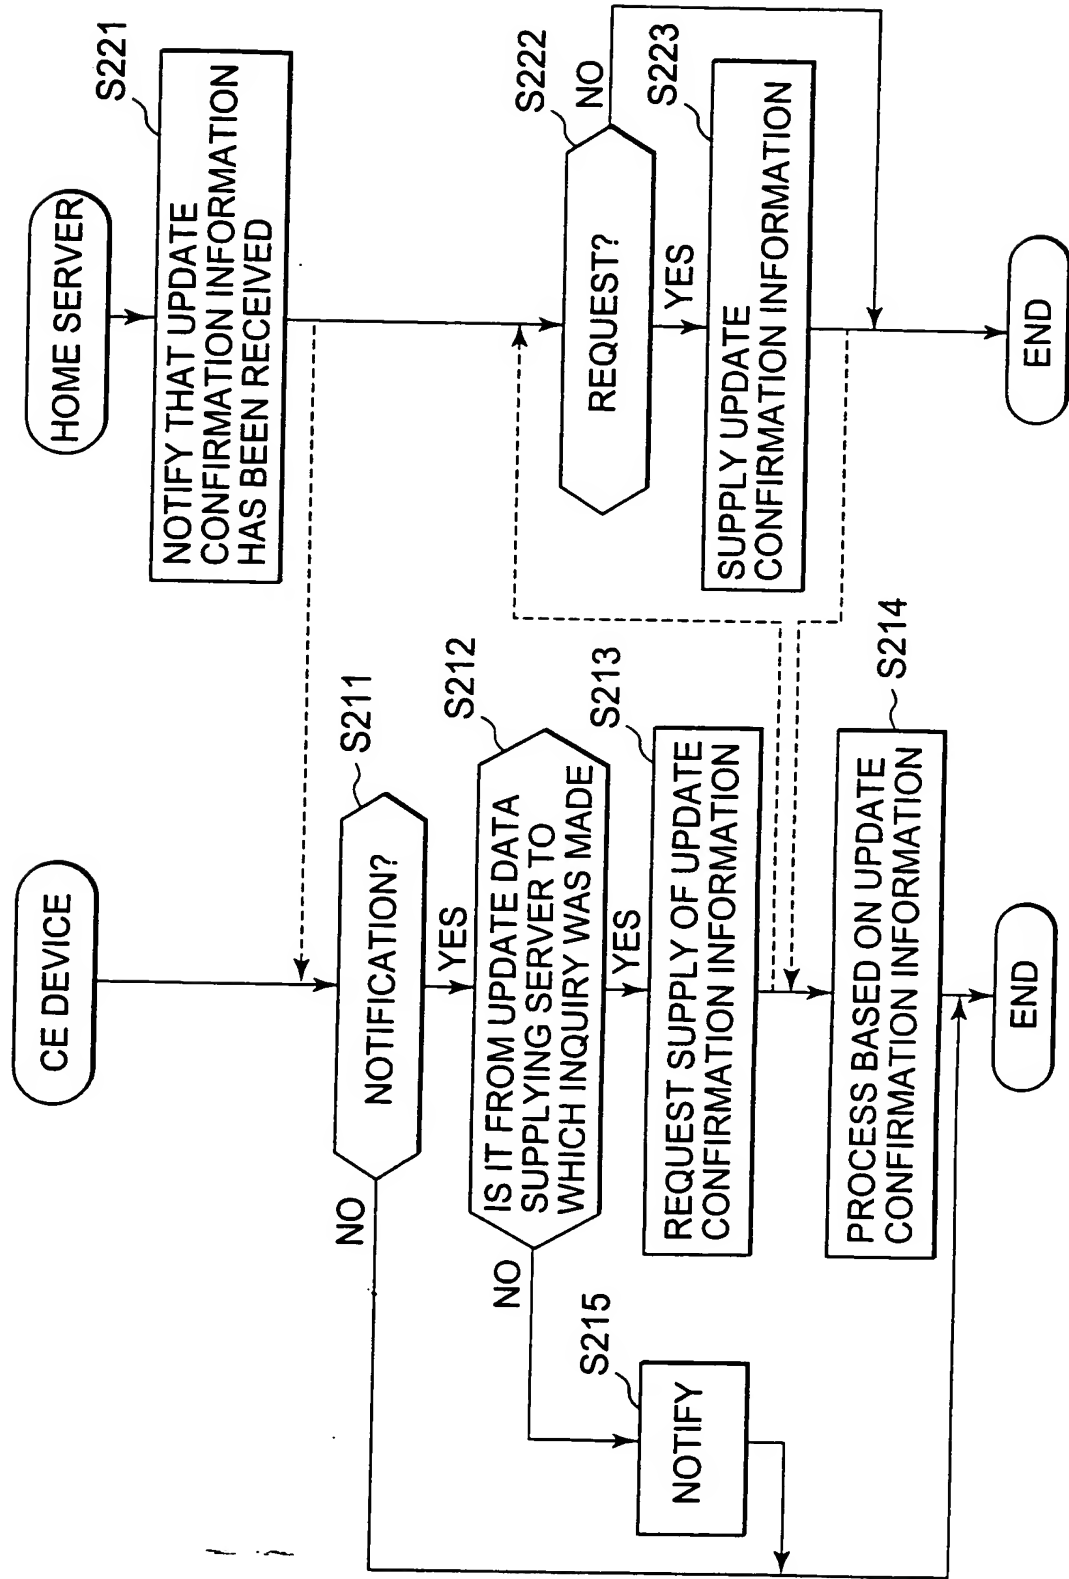 CE DEVICE
NOTIFICATION?
S211
YES
NO
IS IT FROM UPDATE DATA
SUPPLYING SERVER TO
WHICH INQUIRY WAS MADE
S212
YES
NO
REQUEST SUPPLY OF UPDATE
CONFIRMATION INFORMATION
S213
PROCESS BASED ON UPDATE
CONFIRMATION INFORMATION
S214
NOTIFY
S215
END
HOME SERVER
NOTIFY THAT UPDATE
CONFIRMATION INFORMATION
HAS BEEN RECEIVED
S221
REQUEST?
S222
NO
YES
SUPPLY UPDATE
CONFIRMATION INFORMATION
S223
END